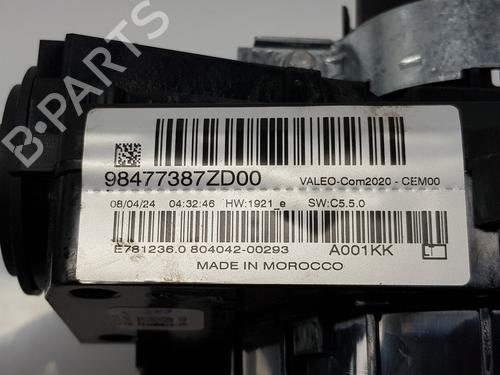 B-PARTS
98477387ZD00
VALEO-Com2020 - CEM00
08/04/24 04:32:46 HW:1921_e SW:C5.5.0
E781236.0 804042-00293 A001KK
MADE IN MOROCCO